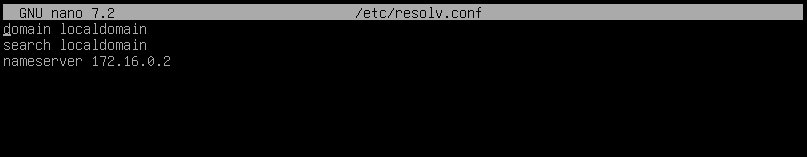 GNU nano 7.2 /etc/resolv.conf
domain localdomain
search localdomain
nameserver 172.16.0.2